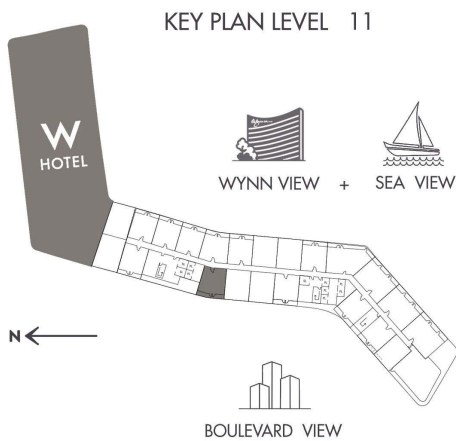 KEY PLAN LEVEL 11
W
HOTEL
WYNN VIEW + SEA VIEW
N
BOULEVARD VIEW